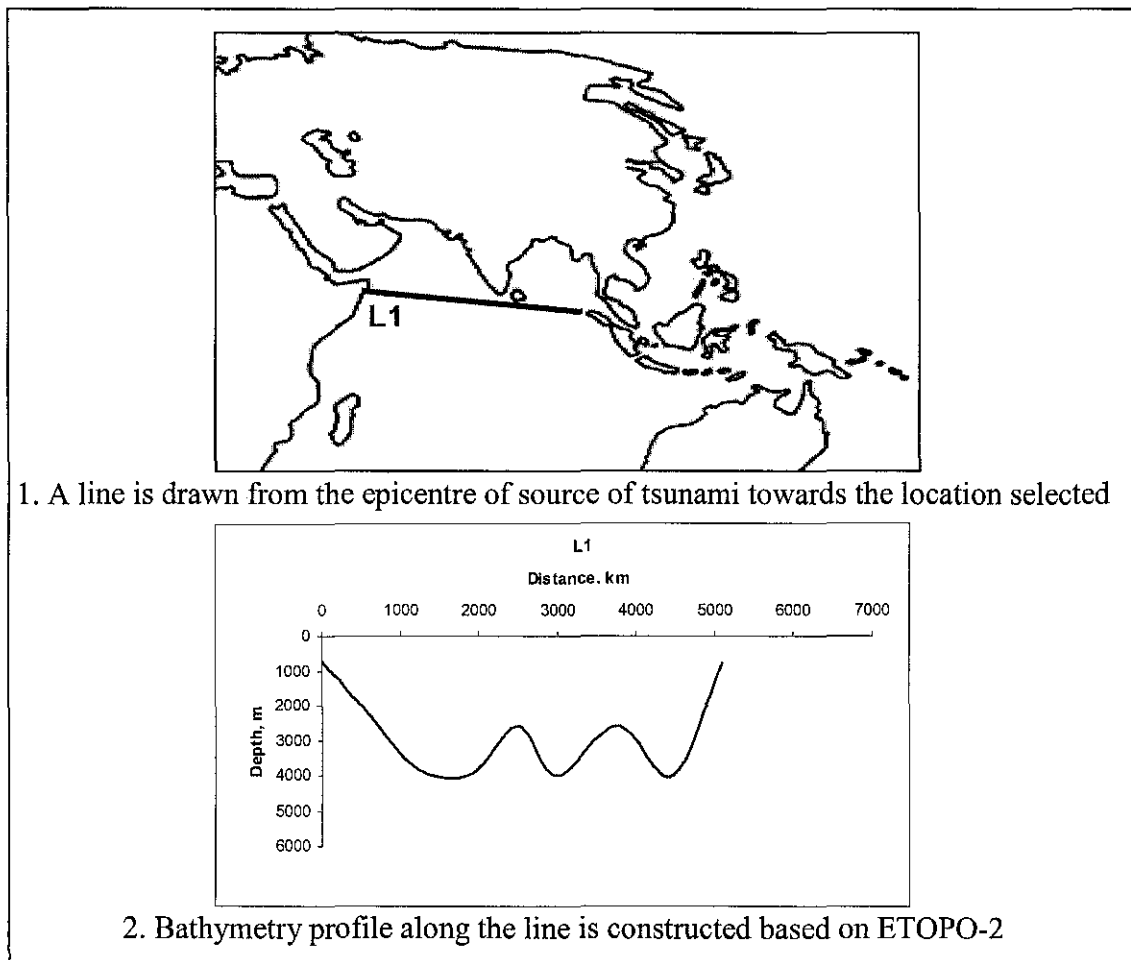 L1
1. A line is drawn from the epicentre of source of tsunami towards the location selected
L1
Distance, km
0 1000 2000 3000 4000 5000 6000 7000
0
1000
2000
3000
4000
5000
6000
Depth, m
2. Bathymetry profile along the line is constructed based on ETOPO-2